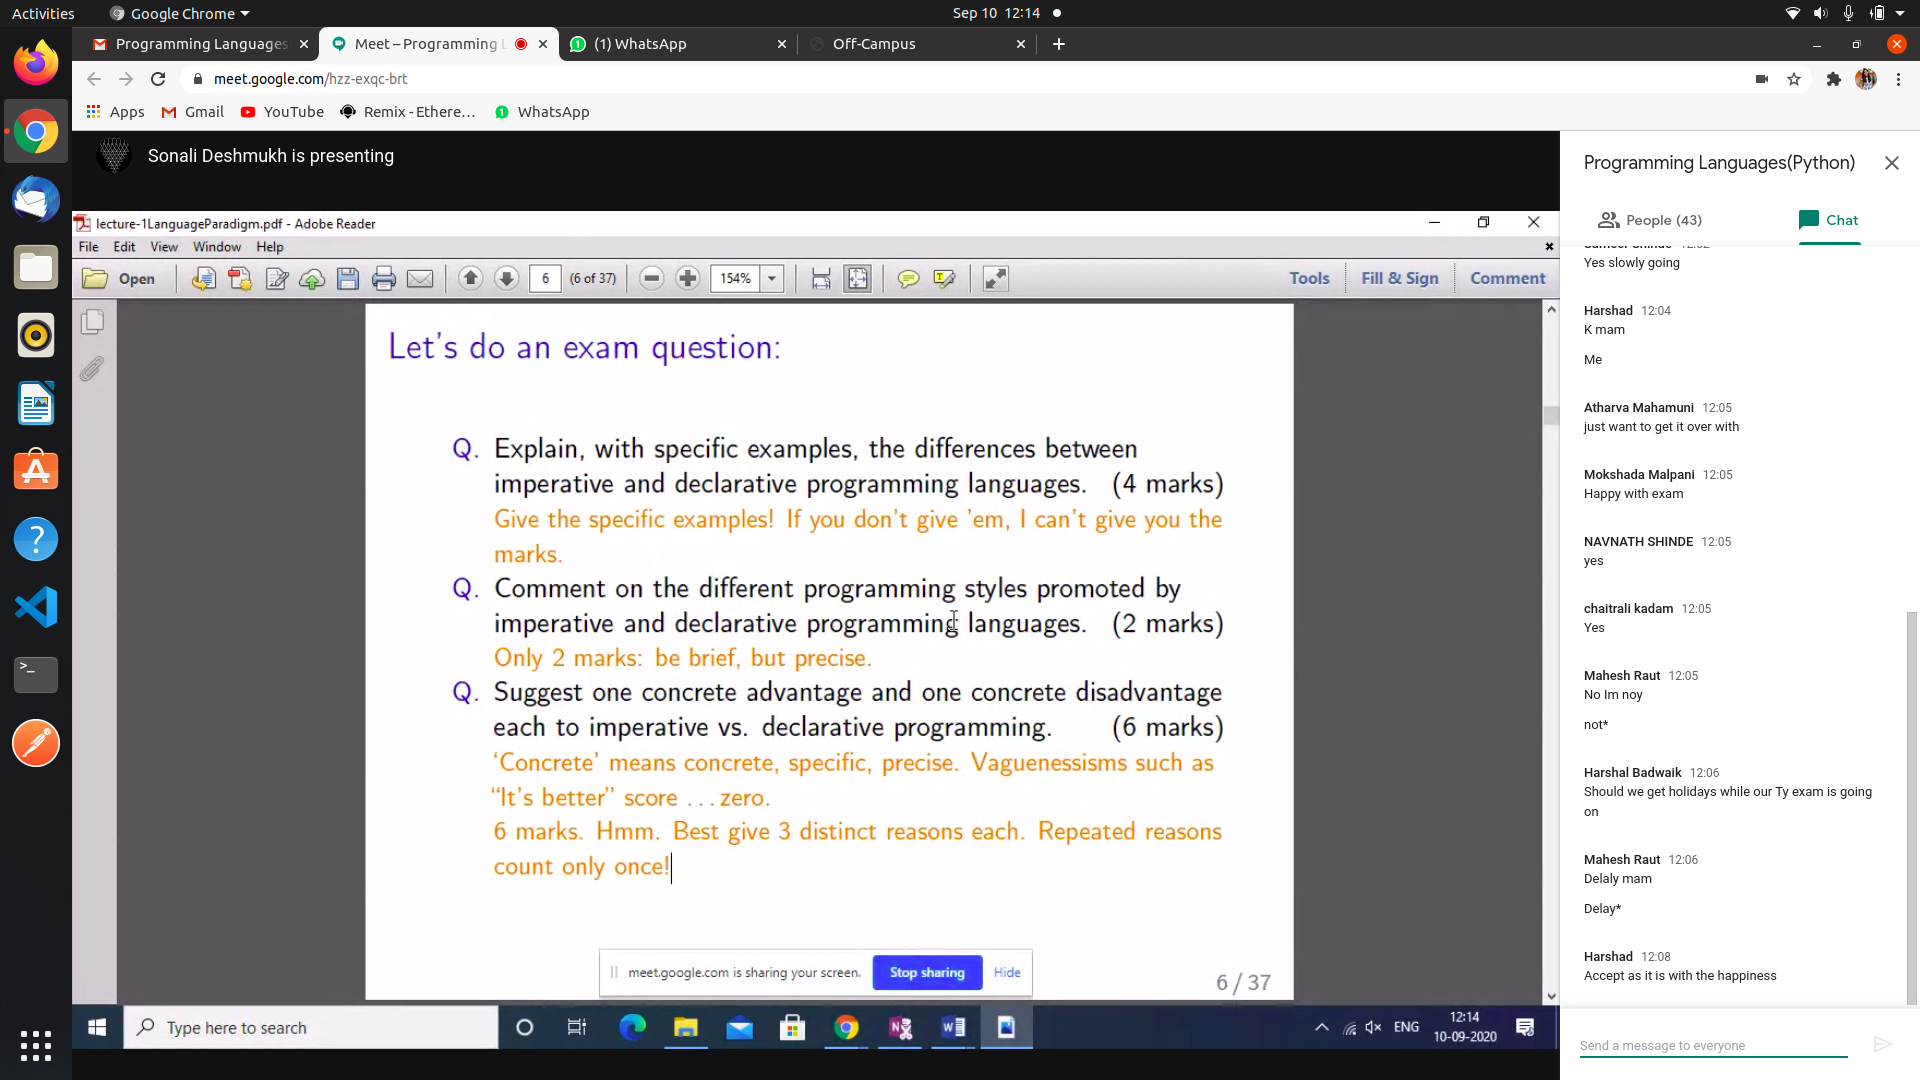 Activities
Google Chrome
Sep 10 12:14
Programming Languages
Meet – Programming L
(1) WhatsApp
Off-Campus
meet.google.com/hzz-exqc-brt
Apps
Gmail
YouTube
Remix - Ethere...
WhatsApp
Sonali Deshmukh is presenting
lecture-1LanguageParadigm.pdf - Adobe Reader
File Edit View Window Help
Open
6 (6 of 37)
154%
Tools Fill & Sign Comment
Let's do an exam question:
Q. Explain, with specific examples, the differences between
imperative and declarative programming languages. (4 marks)
Give the specific examples! If you don't give 'em, I can't give you the
marks.
Q. Comment on the different programming styles promoted by
imperative and declarative programming languages. (2 marks)
Only 2 marks: be brief, but precise.
Q. Suggest one concrete advantage and one concrete disadvantage
each to imperative vs. declarative programming. (6 marks)
'Concrete' means concrete, specific, precise. Vaguenessisms such as
"It's better" score ...zero.
6 marks. Hmm. Best give 3 distinct reasons each. Repeated reasons
count only once!
meet.google.com is sharing your screen.
Stop sharing
Hide
6 / 37
Type here to search
ENG
12:14
10-09-2020
Programming Languages(Python)
People (43)
Chat
Yes slowly going
Harshad 12:04
K mam
Me
Atharva Mahamuni 12:05
just want to get it over with
Mokshada Malpani 12:05
Happy with exam
NAVNATH SHINDE 12:05
yes
chaitrali kadam 12:05
Yes
Mahesh Raut 12:05
No Im noy
not*
Harshal Badwaik 12:06
Should we get holidays while our Ty exam is going
on
Mahesh Raut 12:06
Delaly mam
Delay*
Harshad 12:08
Accept as it is with the happiness
Send a message to everyone